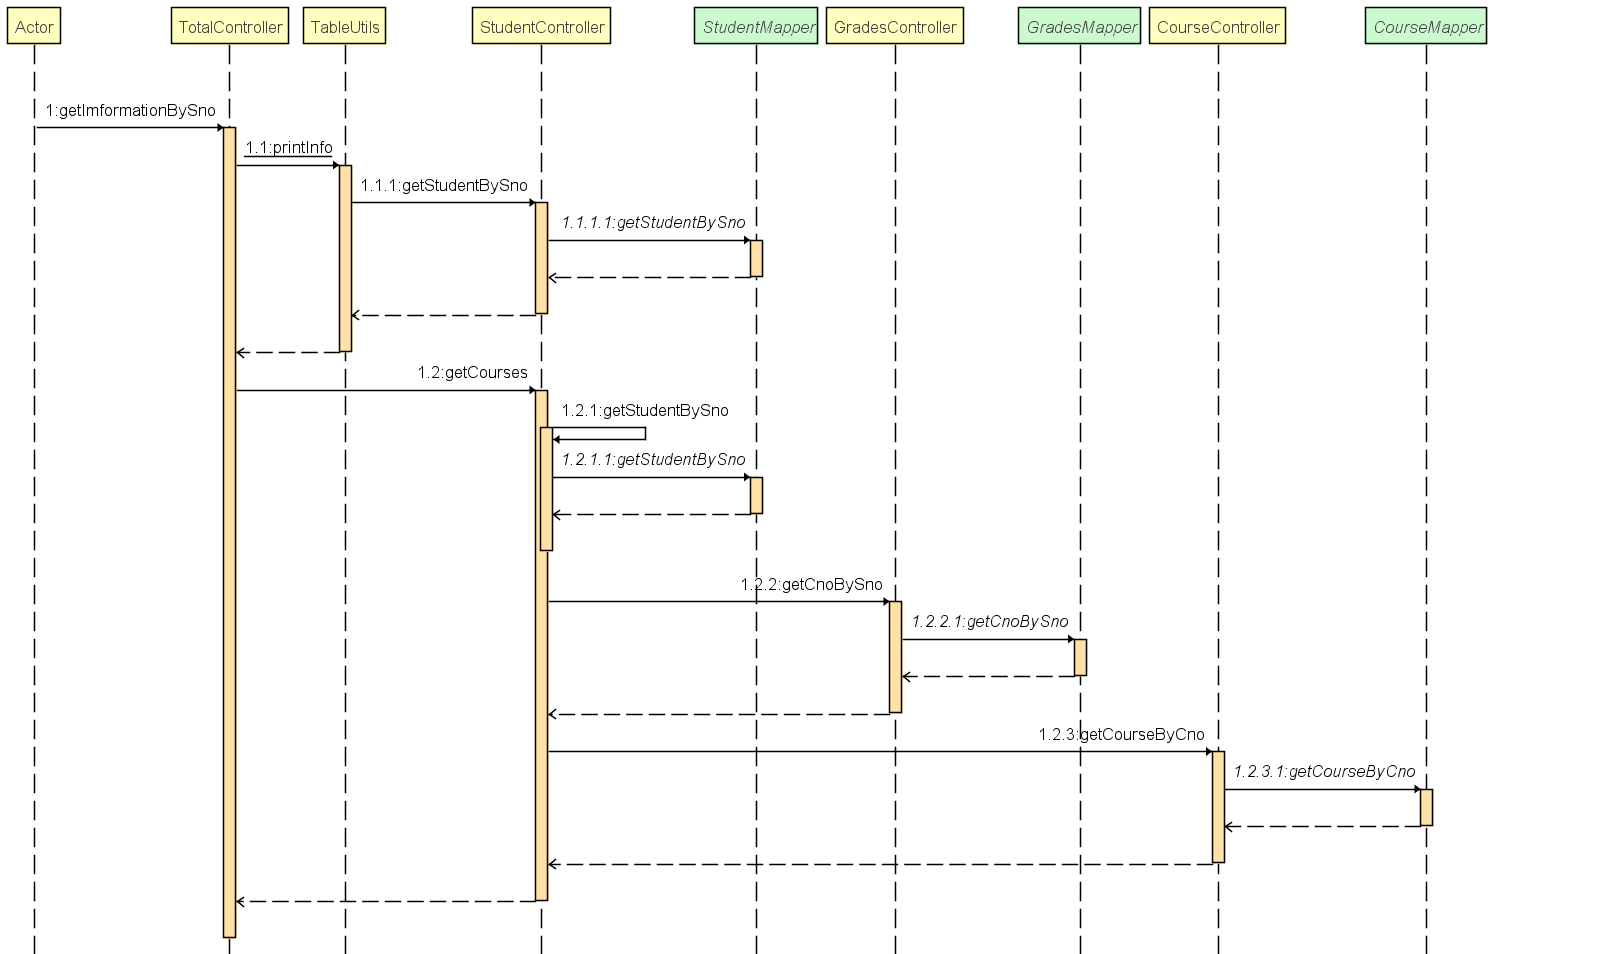 Actor
TotalController
TableUtils
StudentController
StudentMapper
GradesController
GradesMapper
CourseController
CourseMapper
1:getImformationBySno
1.1:printInfo
1.1.1:getStudentBySno
1.1.1.1:getStudentBySno
1.2:getCourses
1.2.1:getStudentBySno
1.2.1.1:getStudentBySno
1.2.2:getCnoBySno
1.2.2.1:getCnoBySno
1.2.3:getCourseByCno
1.2.3.1:getCourseByCno